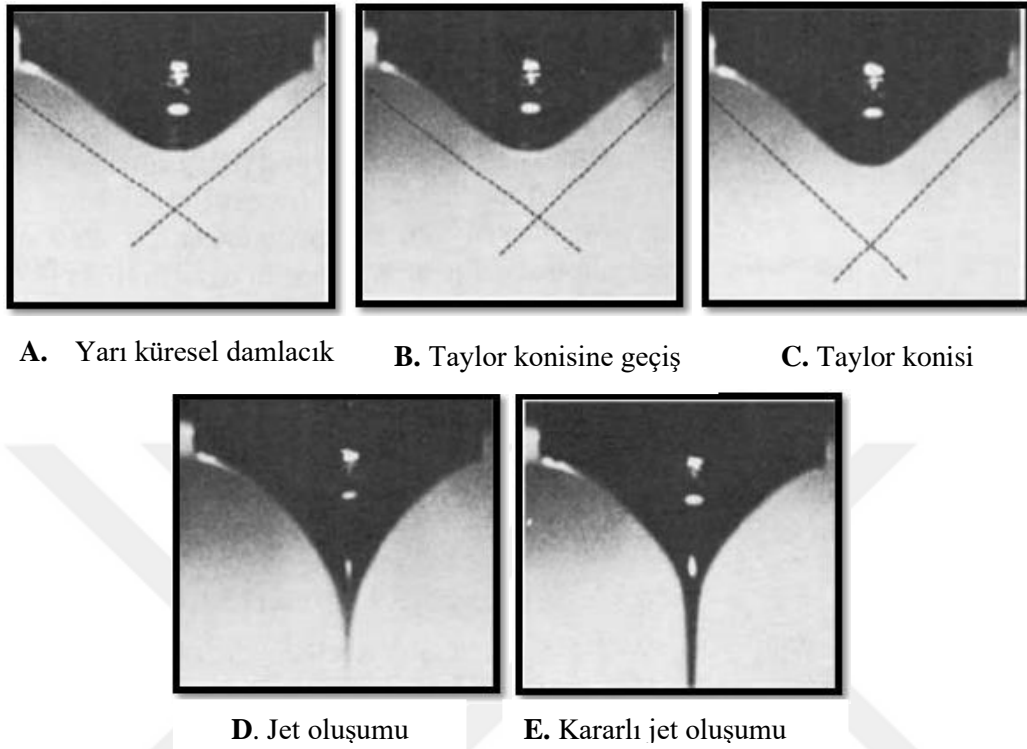 A. Yarı küresel damlacık
B. Taylor konisine geçiş
C. Taylor konisi
D. Jet oluşumu
E. Kararlı jet oluşumu